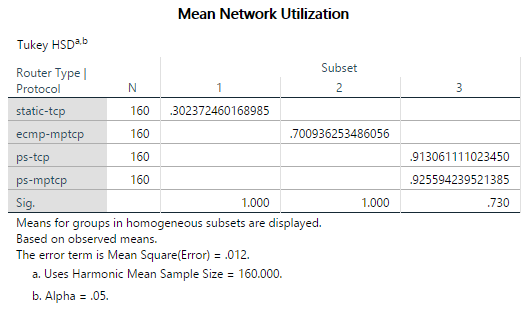 Mean Network Utilization
Tukey HSDa,b
Router Type |
Protocol N Subset
1 2 3
static-tcp 160 .302372460168985
ecmp-mptcp 160 .700936253486056
ps-tcp 160 .913061111023450
ps-mptcp 160 .925594239521385
Sig. 1.000 1.000 .730
Means for groups in homogeneous subsets are displayed.
Based on observed means.
The error term is Mean Square(Error) = .012.
a. Uses Harmonic Mean Sample Size = 160.000.
b. Alpha = .05.